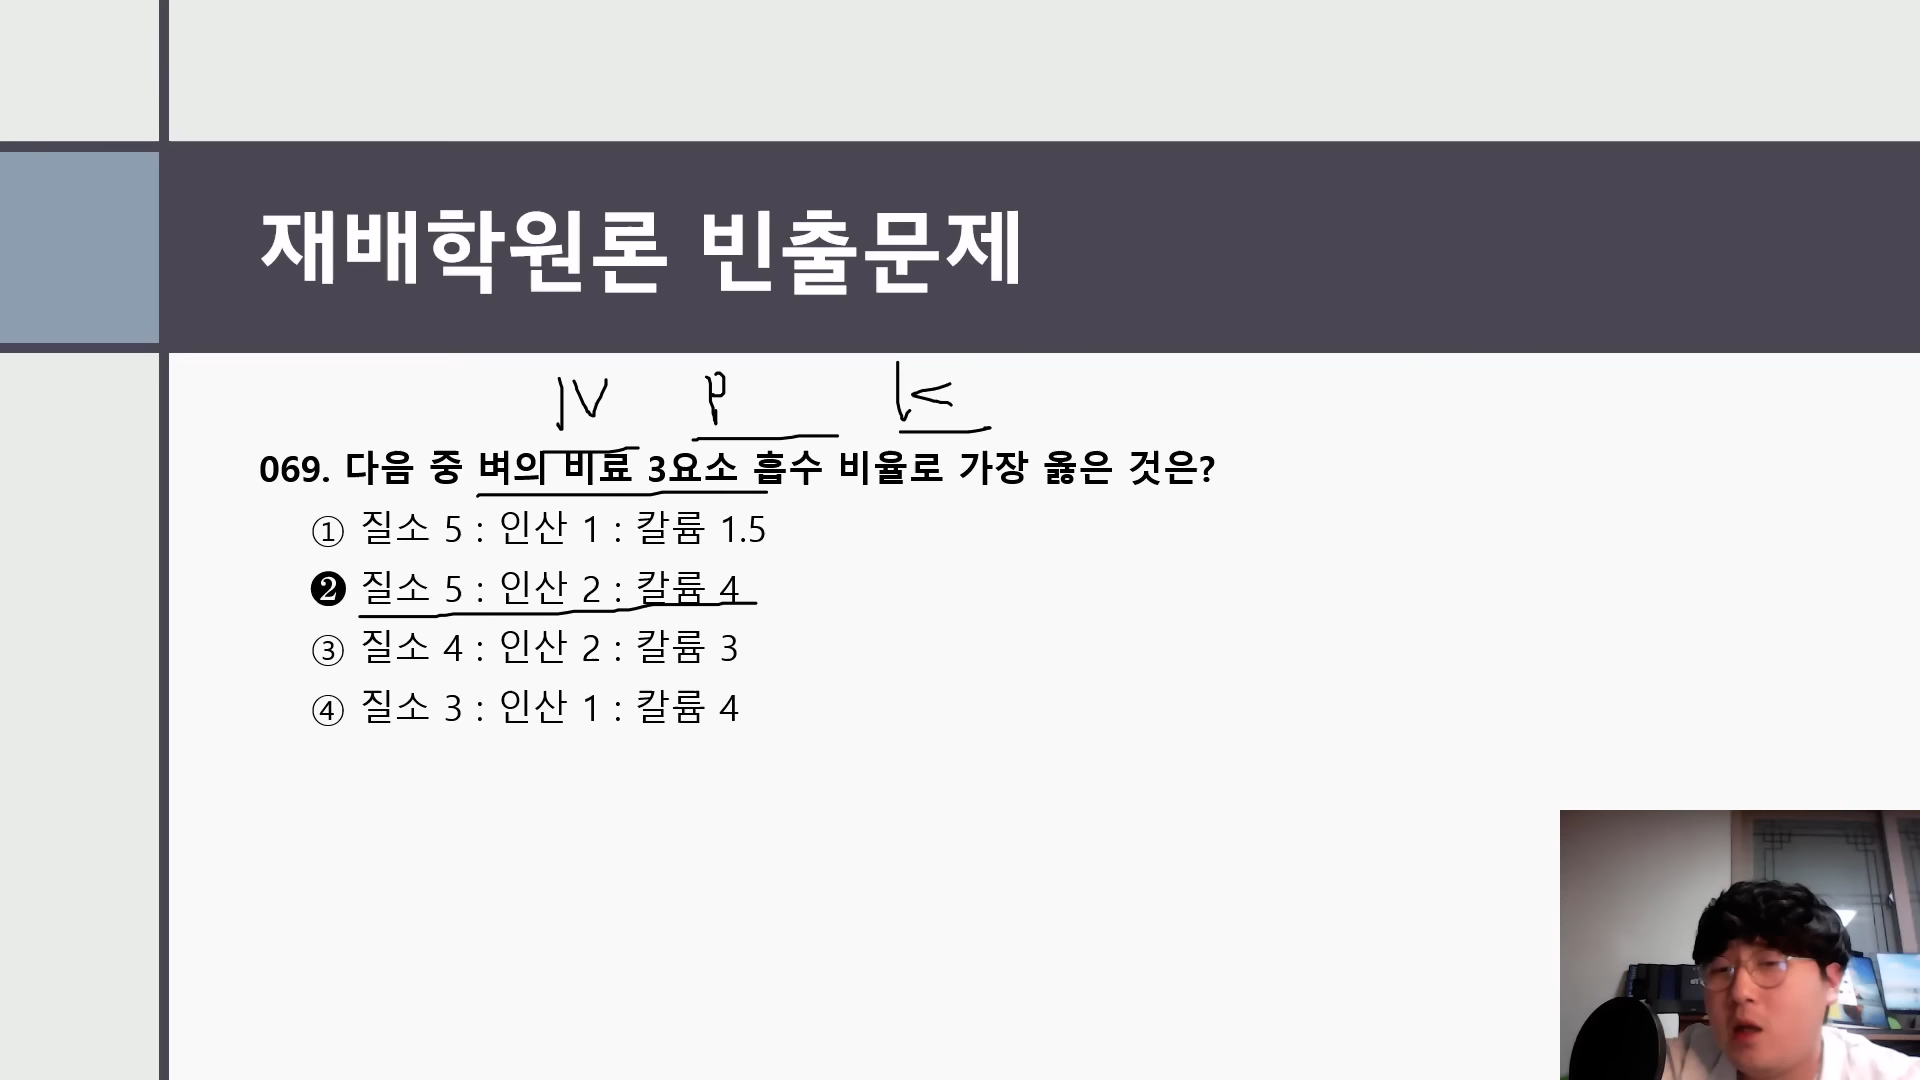 재배학원론 빈출문제
N P K
069. 다음 중 벼의 비료 3요소 흡수 비율로 가장 옳은 것은?
① 질소 5 : 인산 1 : 칼륨 1.5
❷ 질소 5 : 인산 2 : 칼륨 4
③ 질소 4 : 인산 2 : 칼륨 3
④ 질소 3 : 인산 1 : 칼륨 4